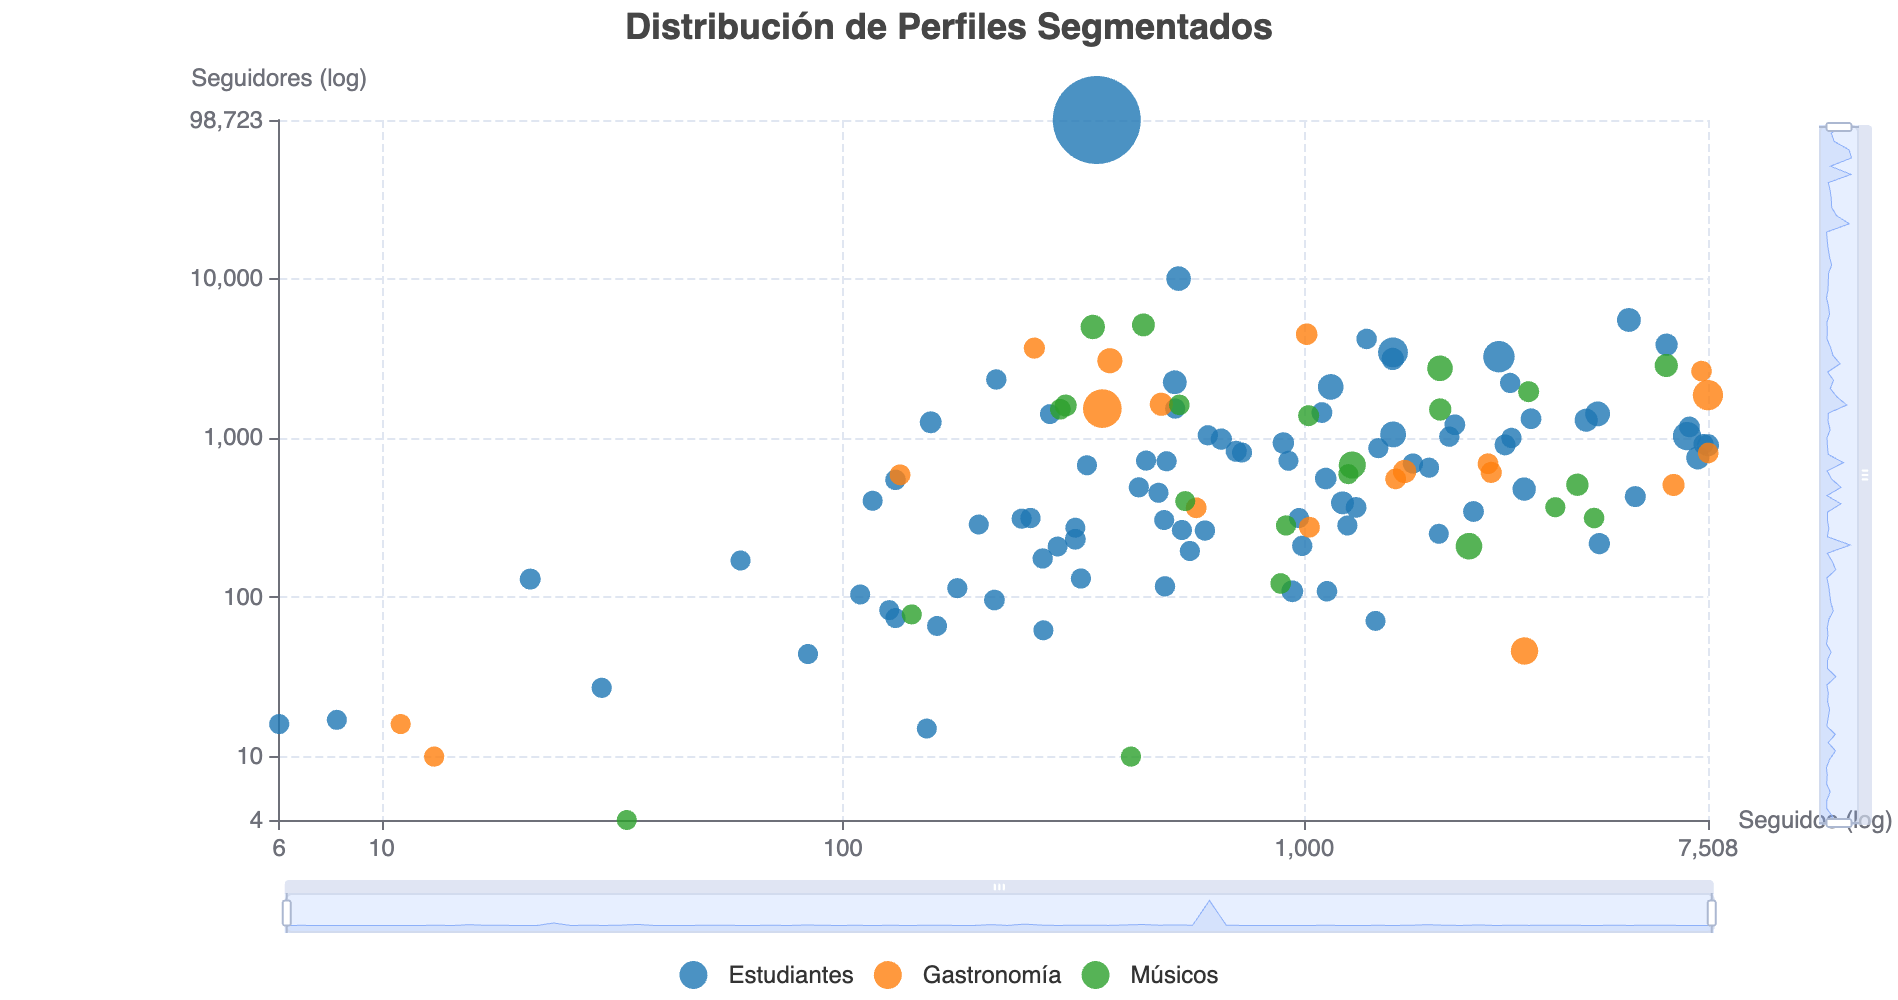 Distribución de Perfiles Segmentados
Seguidores (log)
98,723
10,000
1,000
100
10
4
6
10
100
1,000
7,508
Seguidos (log)
Estudiantes
Gastronomía
Músicos